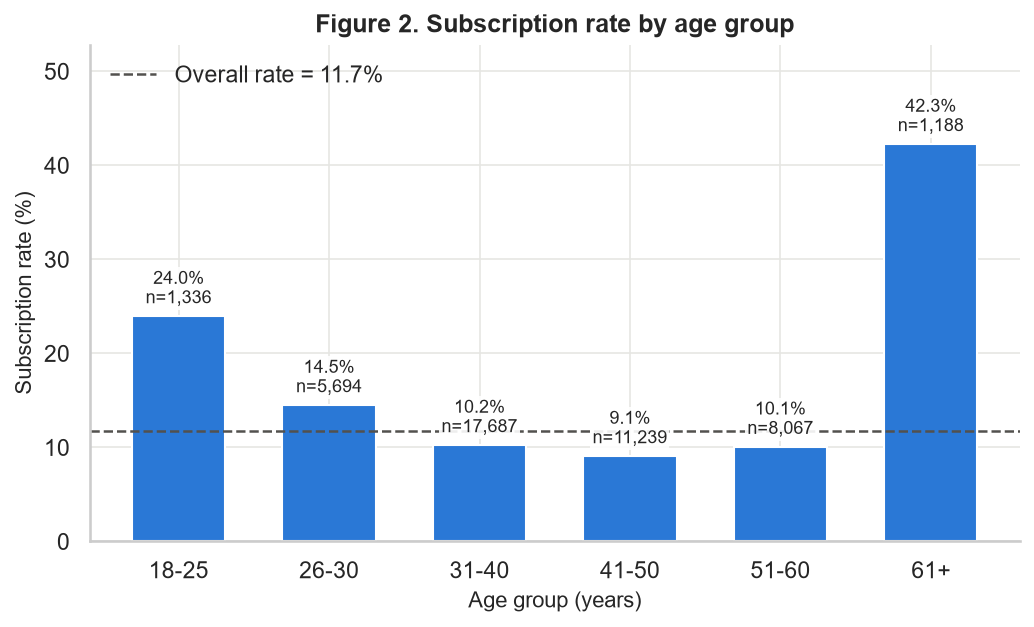 Figure 2. Subscription rate by age group
Overall rate = 11.7%
Subscription rate (%)
50
40
30
20
10
0
24.0%
n=1,336
14.5%
n=5,694
10.2%
n=17,687
9.1%
n=11,239
10.1%
n=8,067
42.3%
n=1,188
18-25
26-30
31-40
41-50
51-60
61+
Age group (years)